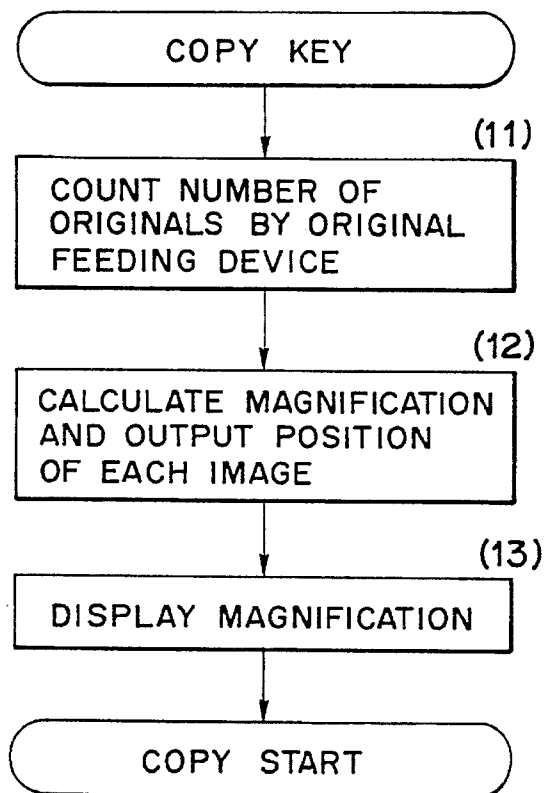 COPY KEY
(11)
COUNT NUMBER OF
ORIGINALS BY ORIGINAL
FEEDING DEVICE
(12)
CALCULATE MAGNIFICATION
AND OUTPUT POSITION
OF EACH IMAGE
(13)
DISPLAY MAGNIFICATION
COPY START